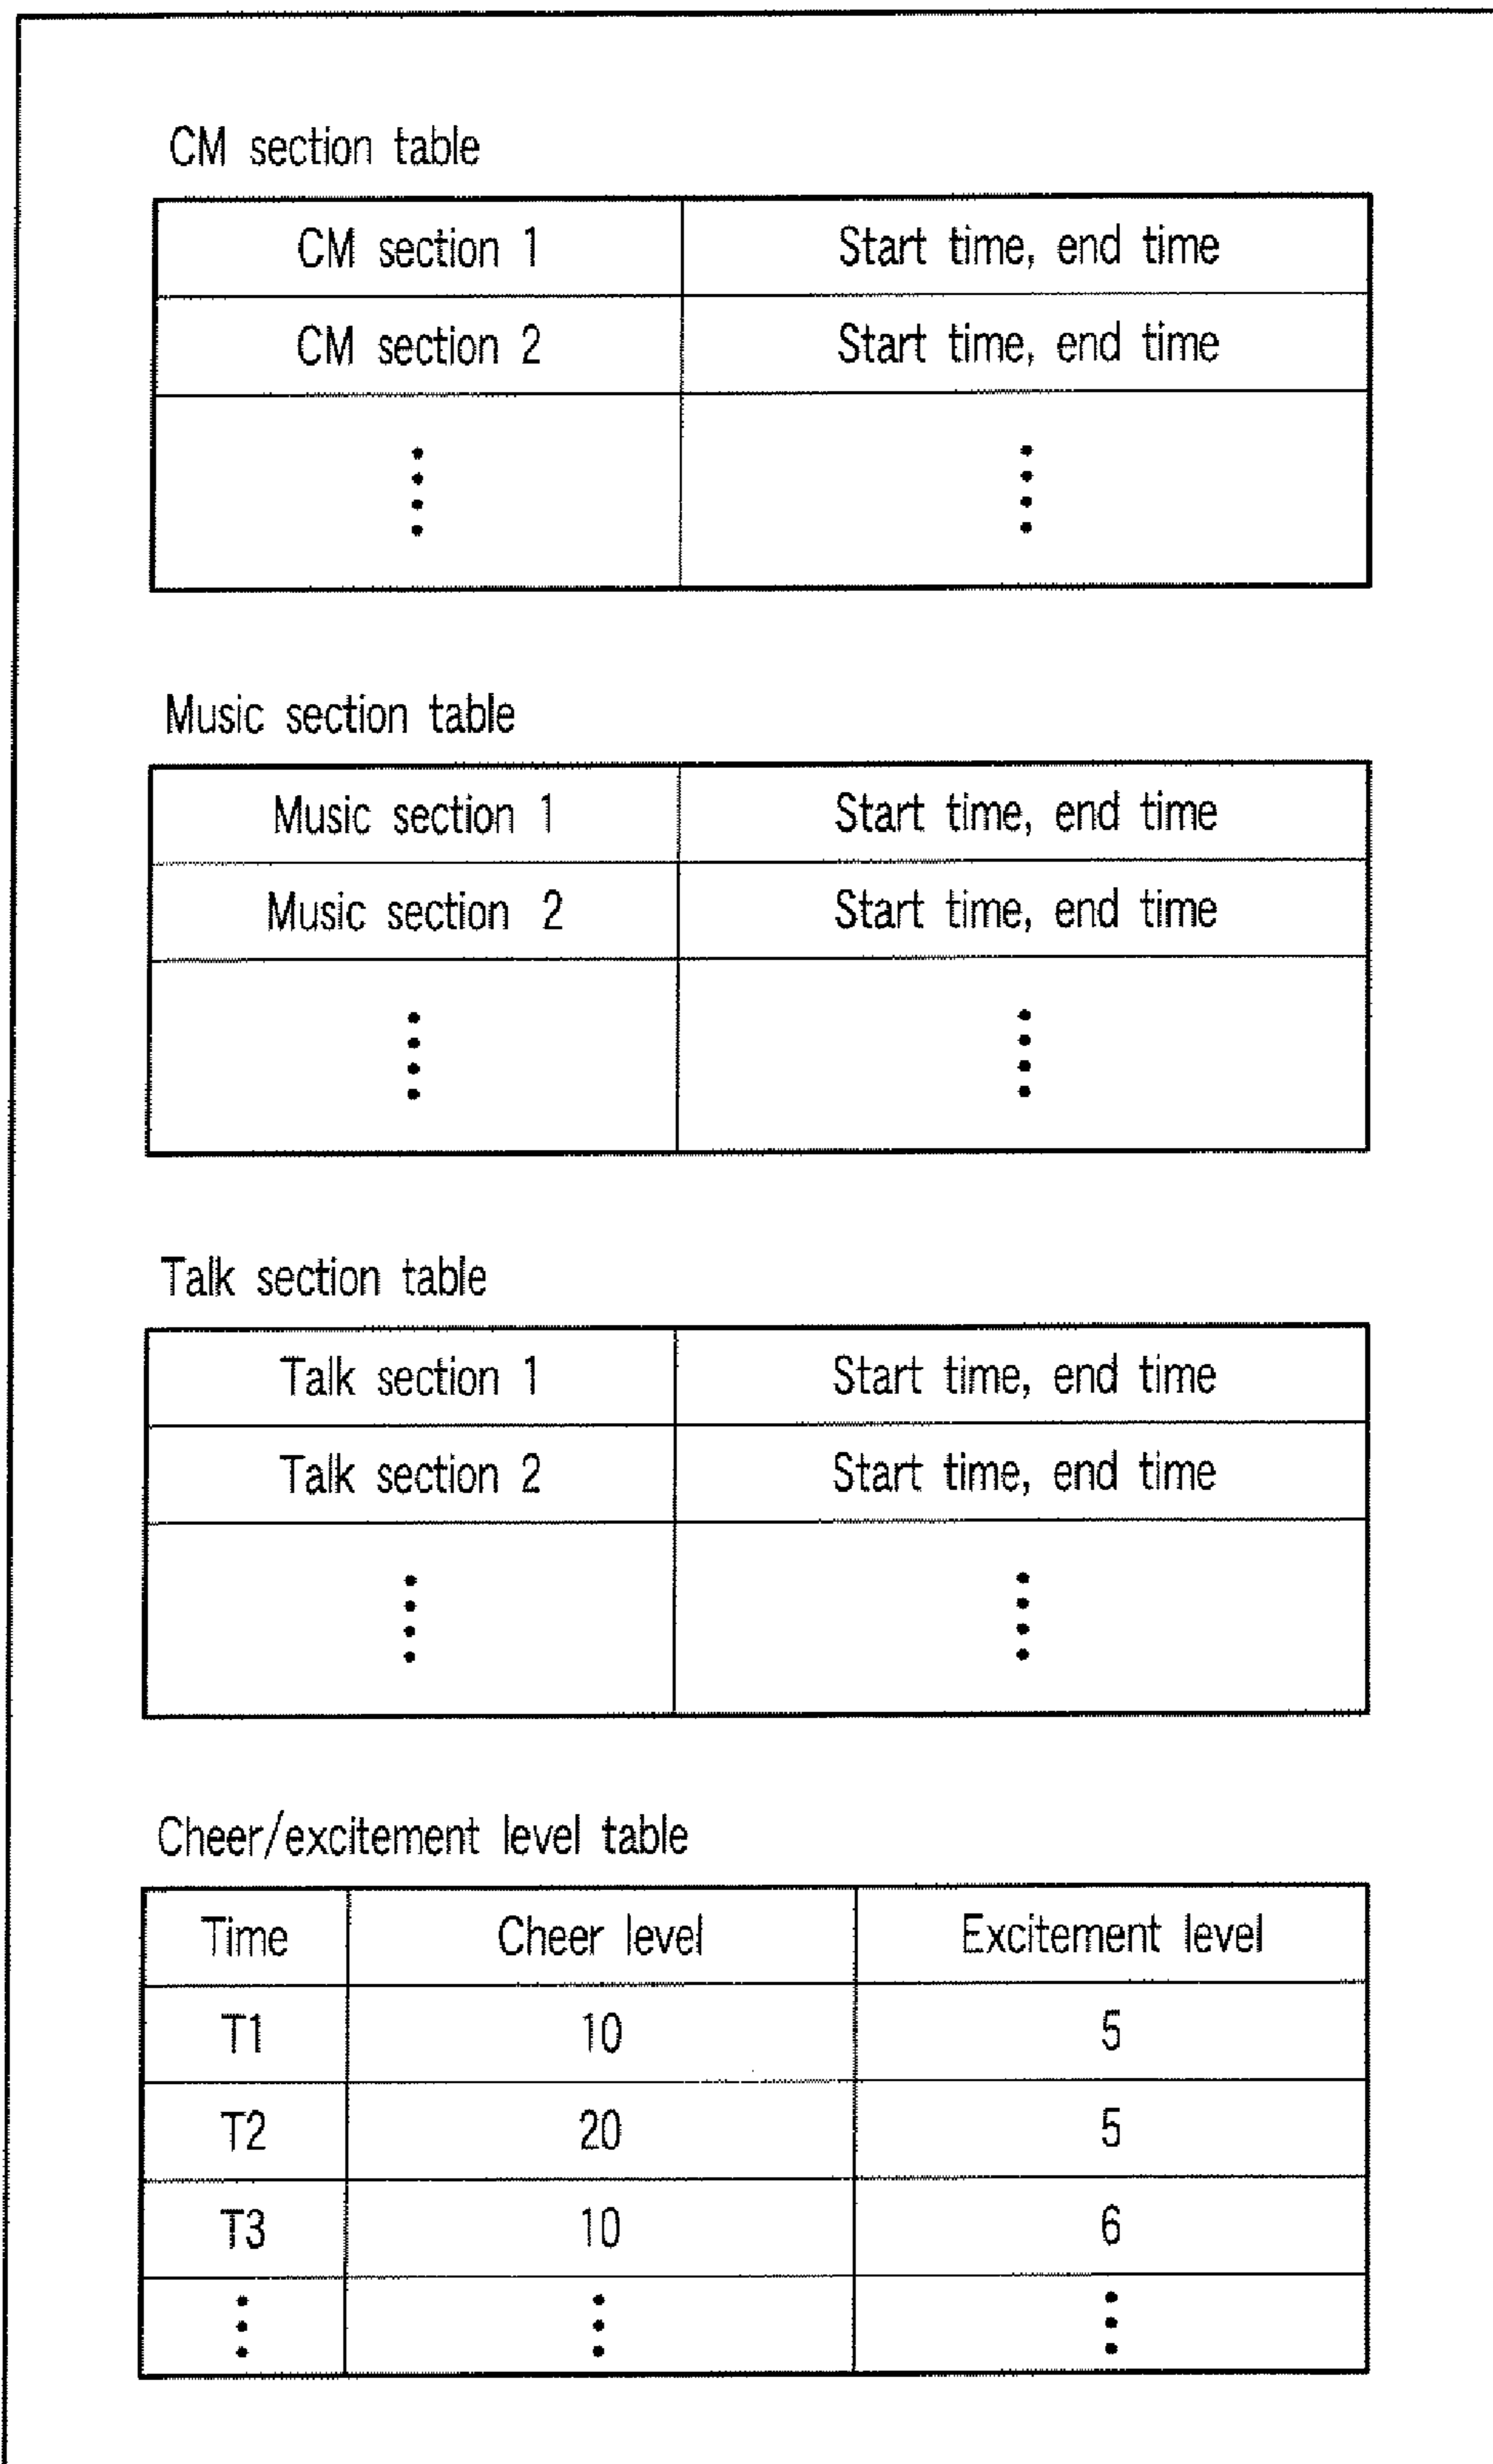 CM section table
CM section 1 Start time, end time
CM section 2 Start time, end time
Music section table
Music section 1 Start time, end time
Music section 2 Start time, end time
Talk section table
Talk section 1 Start time, end time
Talk section 2 Start time, end time
Cheer/excitement level table
Time Cheer level Excitement level
T1 10 5
T2 20 5
T3 10 6